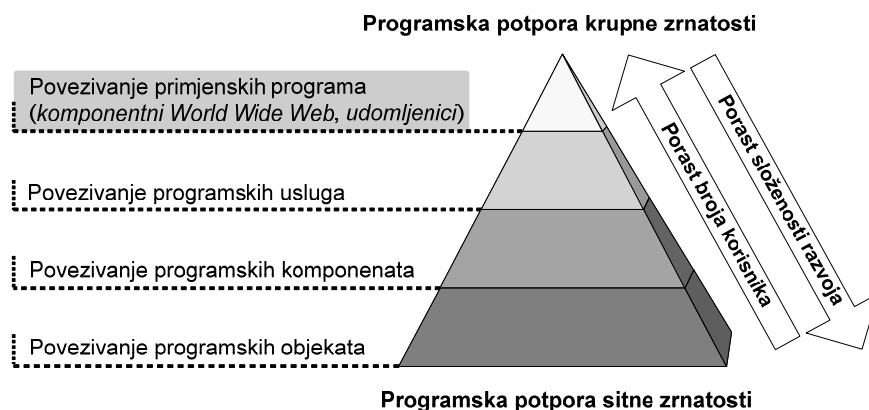 Programska potpora krupne zrnatosti
Povezivanje primjenskih programa
(komponentni World Wide Web, udomljenici)
Povezivanje programskih usluga
Povezivanje programskih komponenata
Povezivanje programskih objekata
Porast broja korisnika
Porast složenosti razvoja
Programska potpora sitne zrnatosti